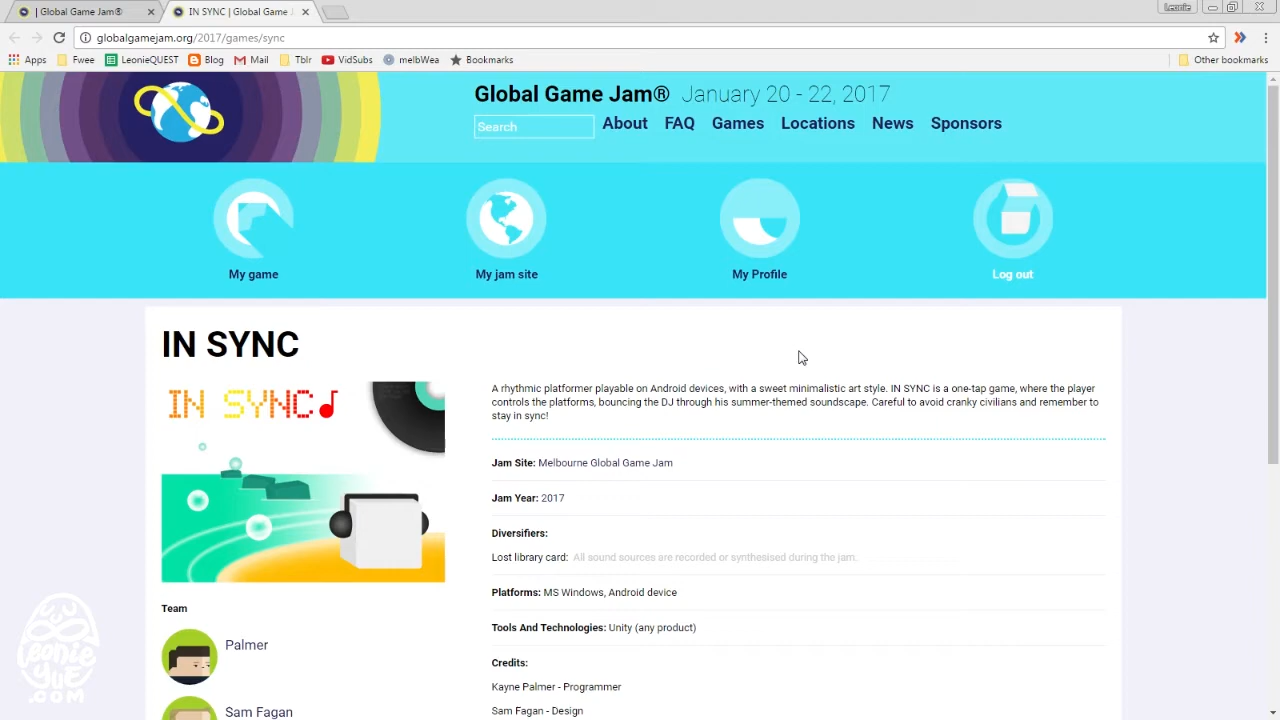 | Global Game Jam®
IN SYNC | Global Game J
Leonie
globalgamejam.org/2017/games/sync
Apps Fwee LeonieQUEST Blog Mail Tblr VidSubs melbWea Bookmarks Other bookmarks
Global Game Jam® January 20 - 22, 2017
Search About FAQ Games Locations News Sponsors
My game My jam site My Profile Log out
IN SYNC
IN SYNC
A rhythmic platformer playable on Android devices, with a sweet minimalistic art style. IN SYNC is a one-tap game, where the player
controls the platforms, bouncing the DJ through his summer-themed soundscape. Careful to avoid cranky civilians and remember to
stay in sync!
Jam Site: Melbourne Global Game Jam
Jam Year: 2017
Diversifiers:
Lost library card: All sound sources are recorded or synthesised during the jam.
Platforms: MS Windows, Android device
Tools And Technologies: Unity (any product)
Credits:
Kayne Palmer - Programmer
Sam Fagan - Design
Team
Palmer
Sam Fagan
Leonie
Yue
.com